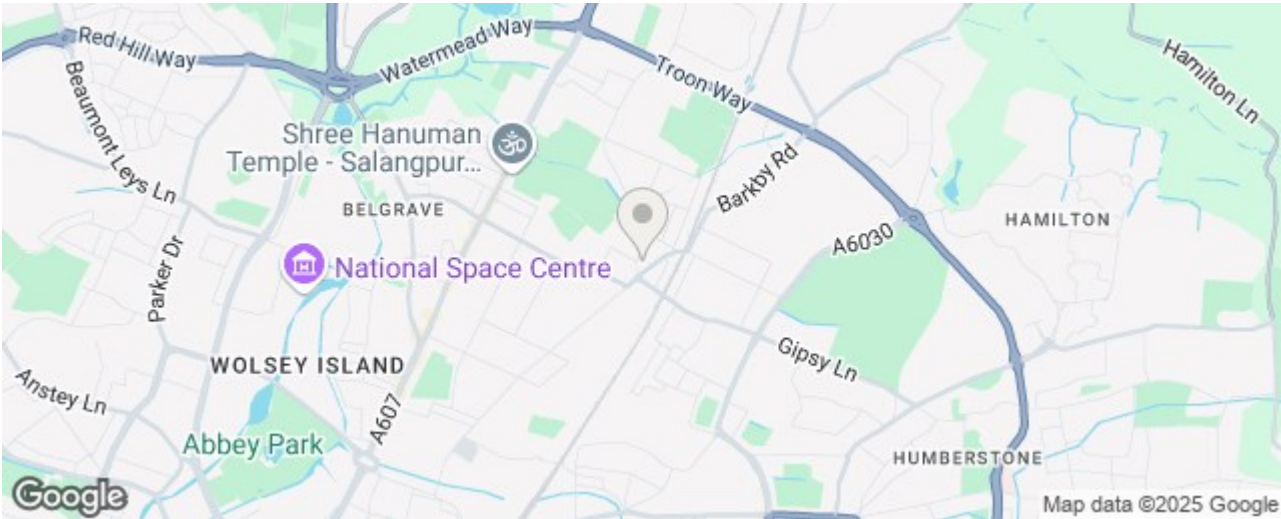 Red Hill Way
Watermead Way
Troon Way
Hamilton Ln
Beaumont Leys Ln
Shree Hanuman
Temple - Salangpur...
Barkby Rd
BELGRAVE
HAMILTON
A6030
Parker Dr
National Space Centre
Gipsy Ln
WOLSEY ISLAND
Anstey Ln
A607
Abbey Park
HUMBERSTONE
Google
Map data ©2025 Google